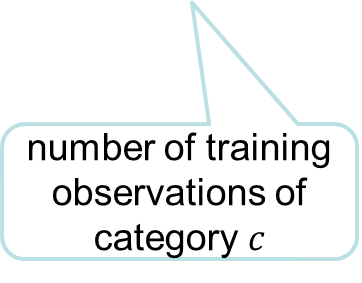 number of training
observations of
category c